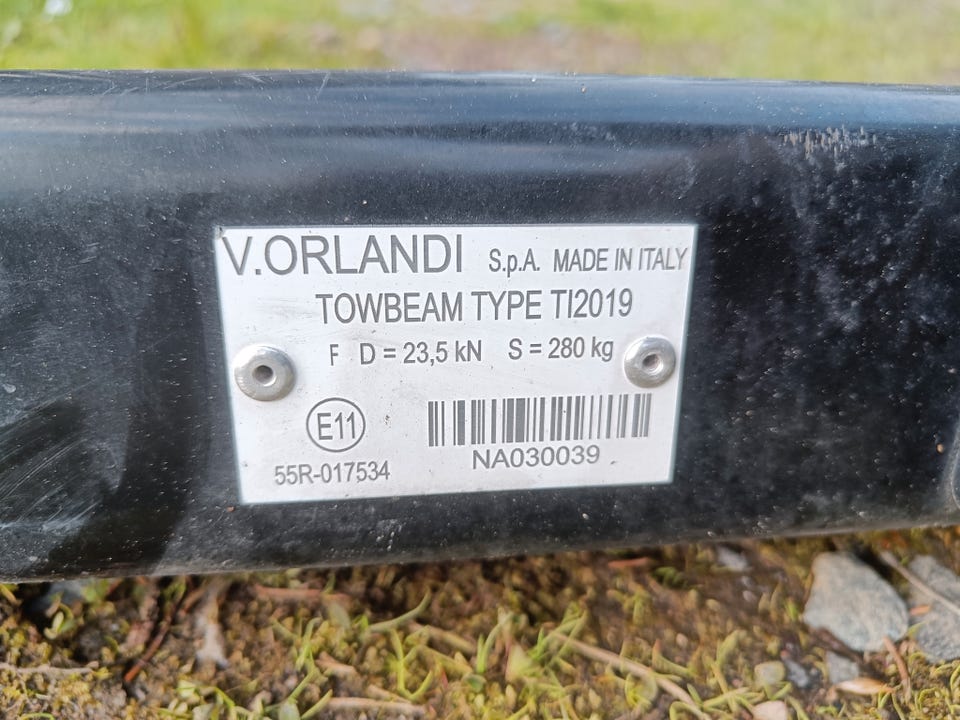 V.ORLANDI S.p.A. MADE IN ITALY
TOWBEAM TYPE TI2019
F D = 23,5 kN S = 280 kg
E11
55R-017534
NA030039